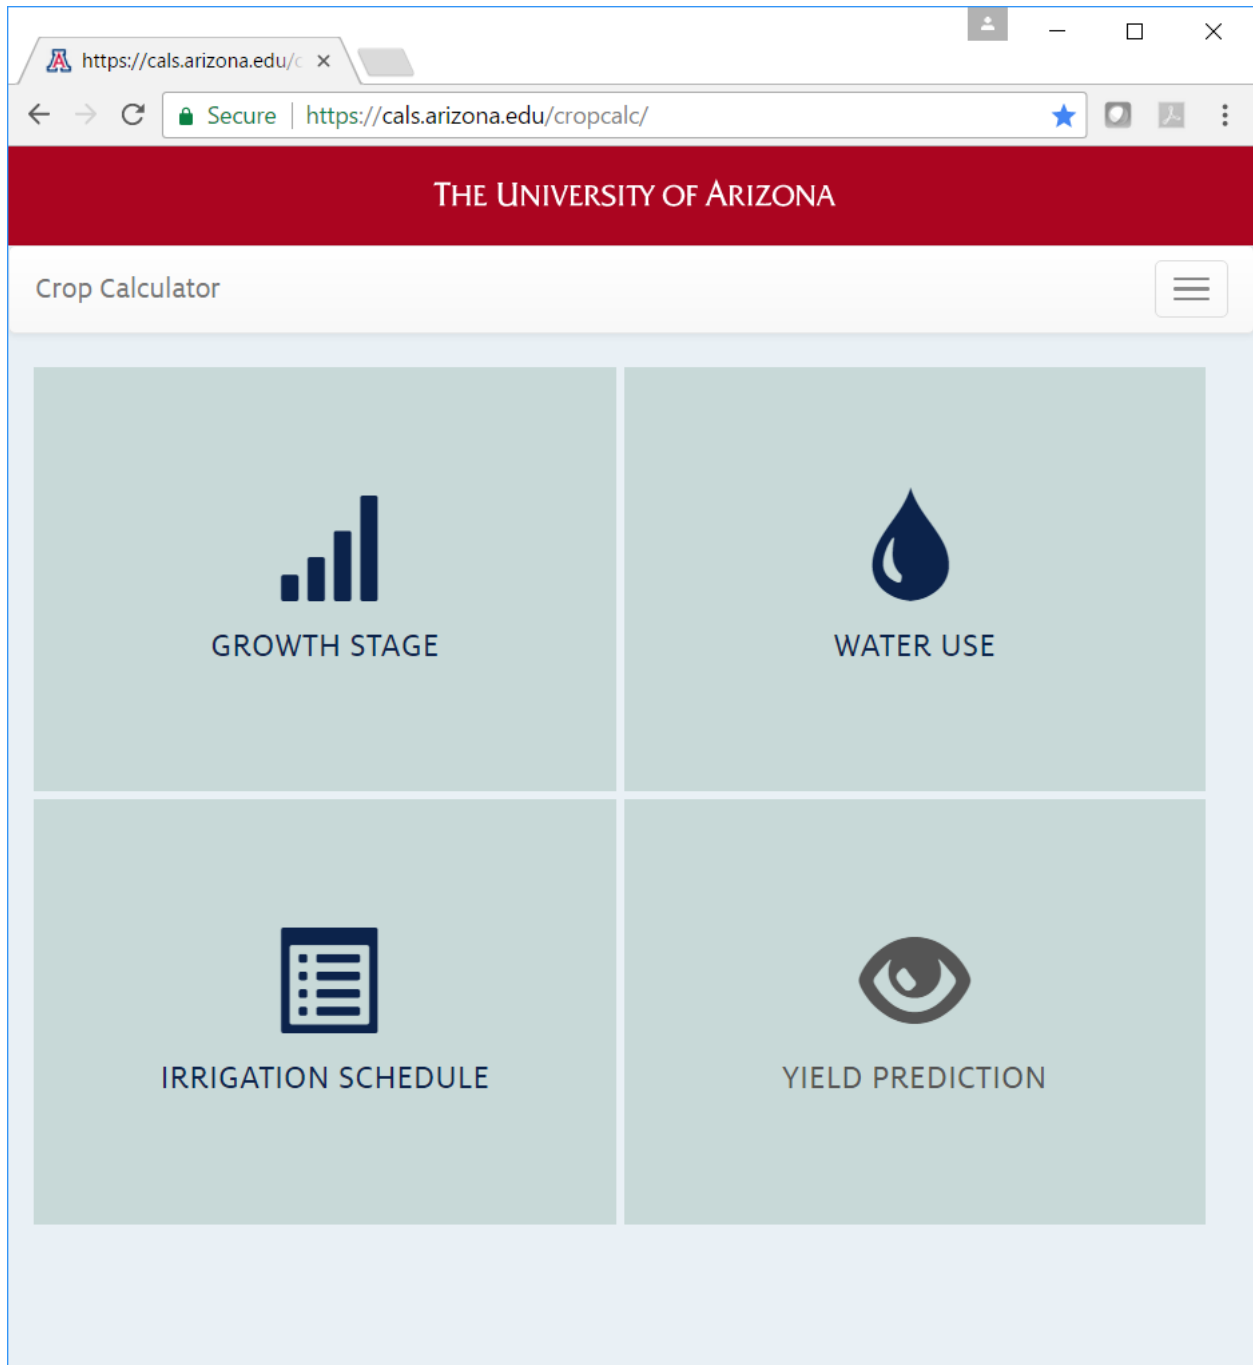 https://cals.arizona.edu/c
Secure | https://cals.arizona.edu/cropcalc/
THE UNIVERSITY OF ARIZONA
Crop Calculator
GROWTH STAGE
WATER USE
IRRIGATION SCHEDULE
YIELD PREDICTION